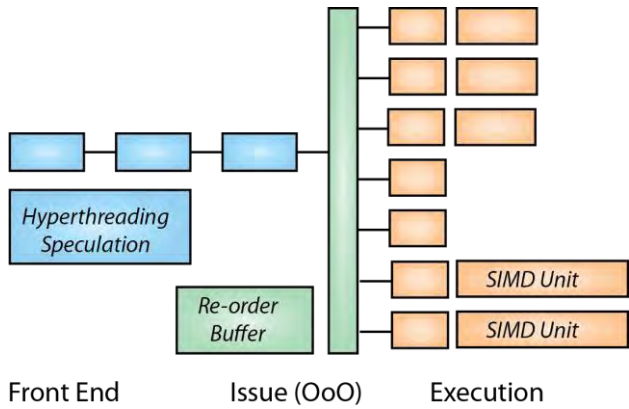 Hyperthreading
Speculation
Re-order
Buffer
SIMD Unit
SIMD Unit
Front End
Issue (OoO)
Execution